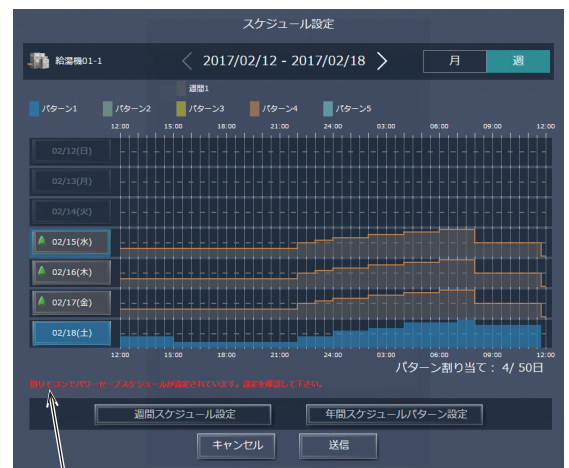 スケジュール設定
給湯機01-1
2017/02/12 - 2017/02/18
月
週
週間1
パターン1
パターン2
パターン3
パターン4
パターン5
12:00 15:00 18:00 21:00 24:00 03:00 06:00 09:00 12:00
02/12(日)
02/13(月)
02/14(火)
02/15(水)
02/16(木)
02/17(金)
02/18(土)
12:00 15:00 18:00 21:00 24:00 03:00 06:00 09:00 12:00
パターン割り当て： 4/ 50日
別リモコンでパワーセーブスケジュールが設定されています。設定を確認して下さい。
週間スケジュール設定
年間スケジュールパターン設定
キャンセル
送信